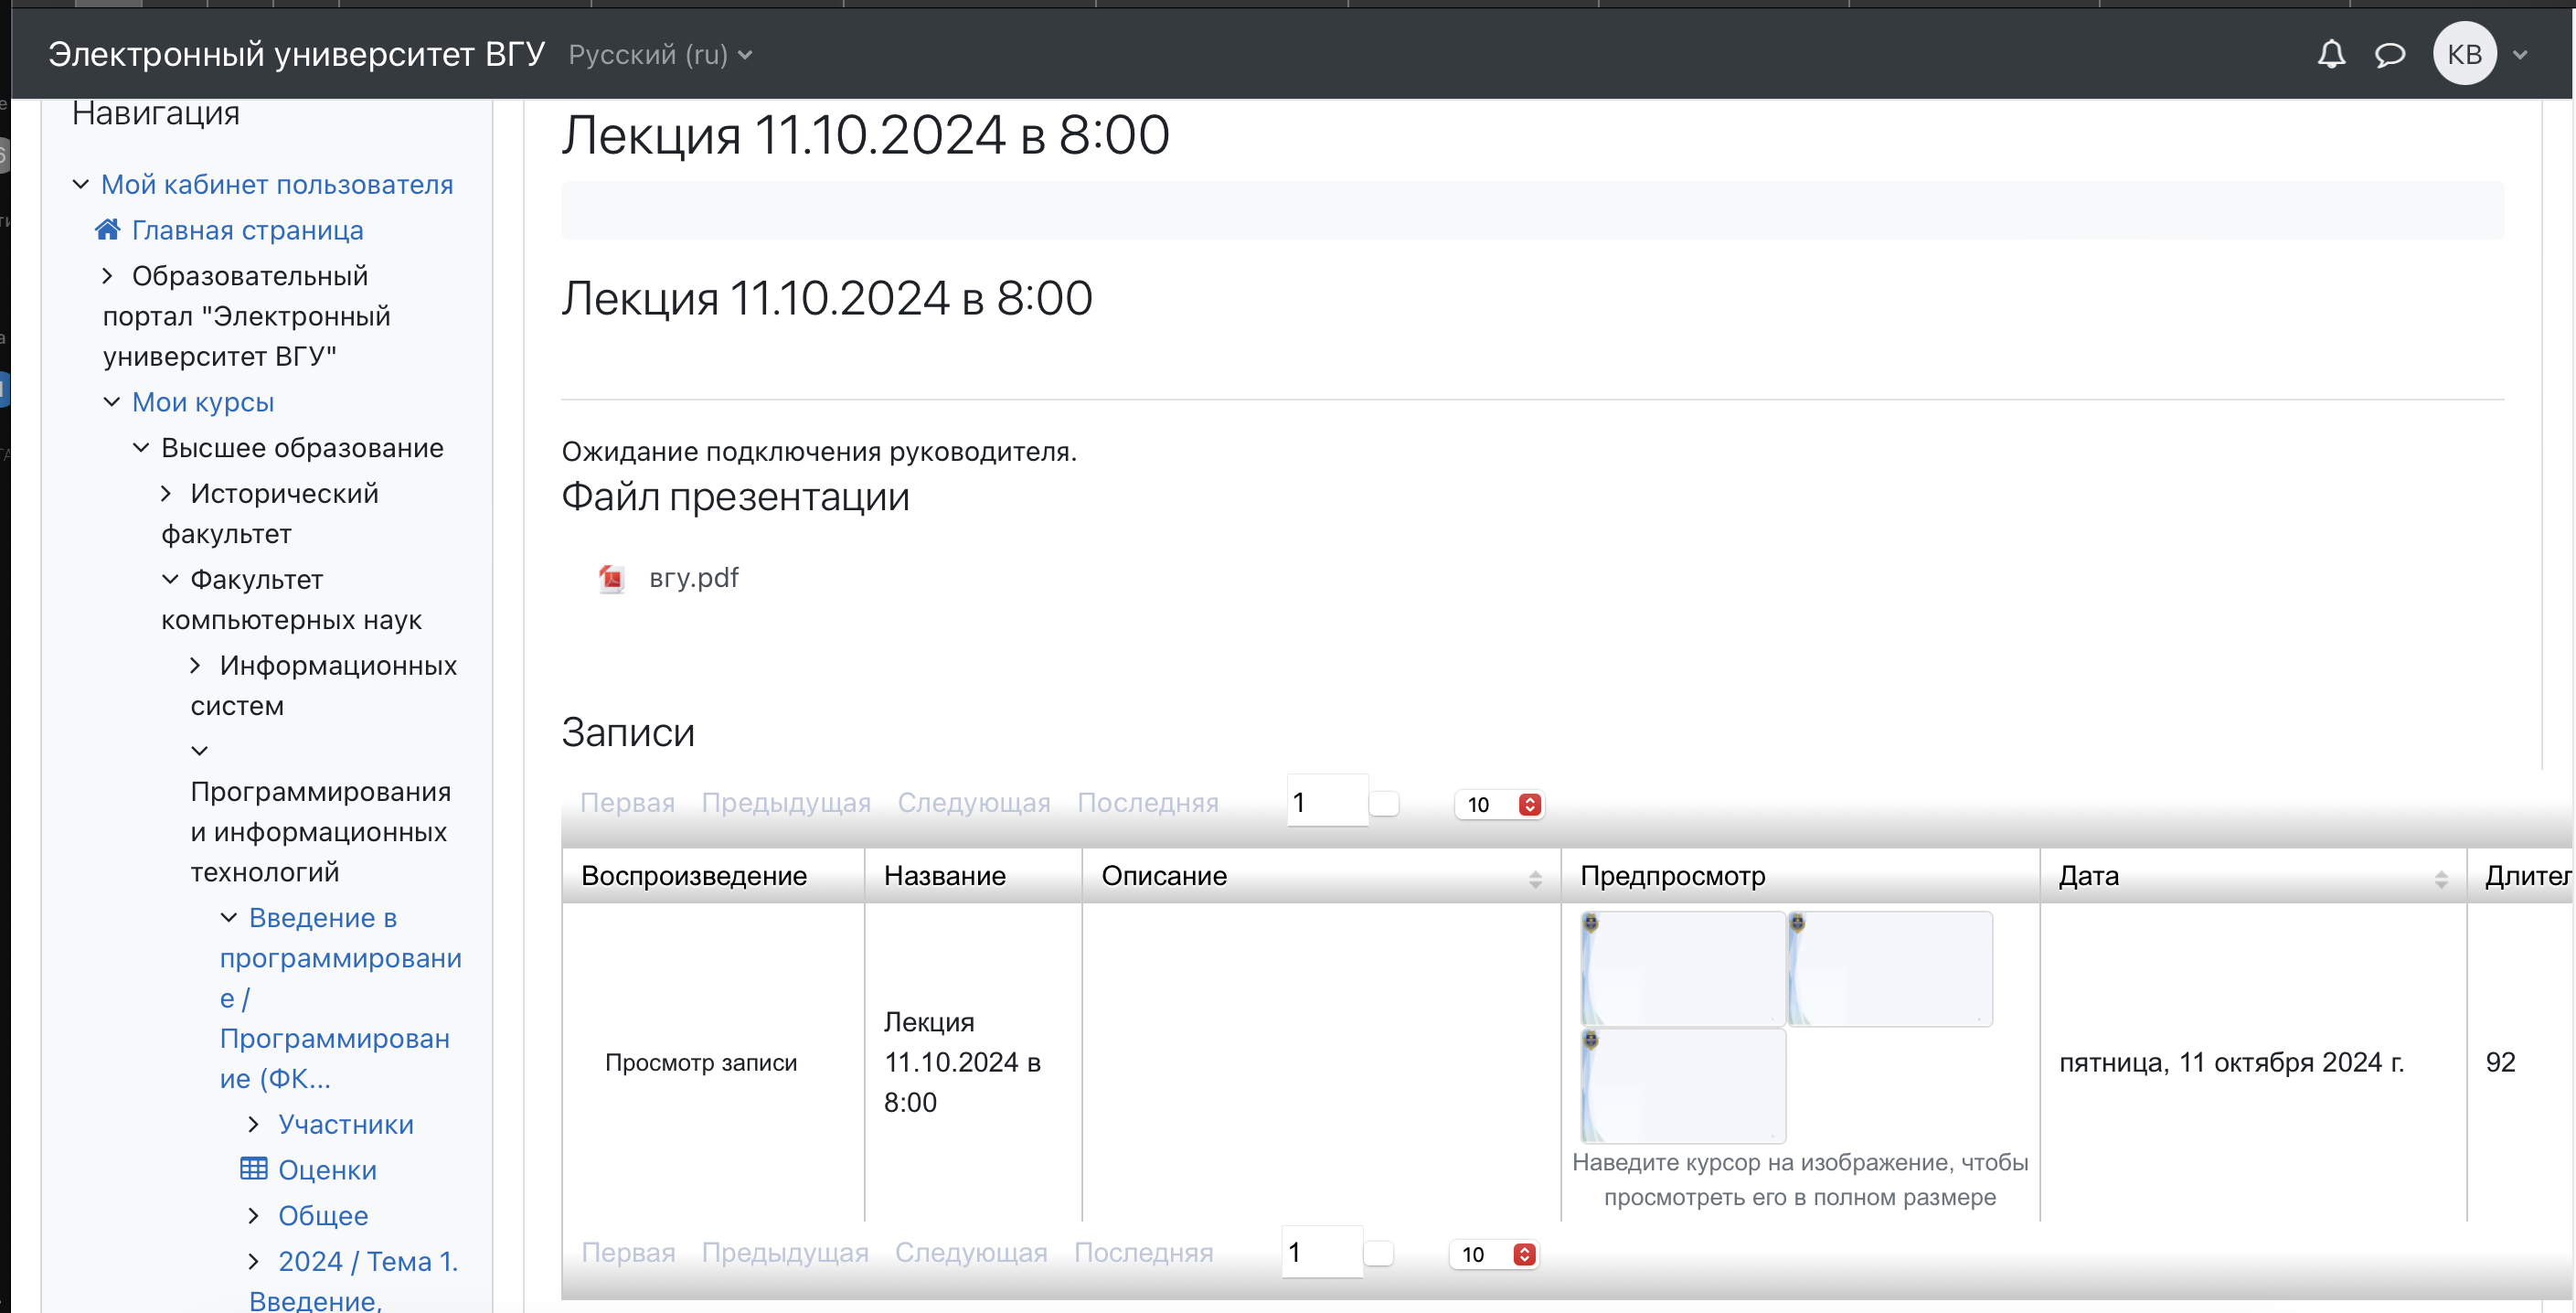 Электронный университет ВГУ Русский (ru) КВ
Навигация
Мой кабинет пользователя
Главная страница
Образовательный
портал "Электронный
университет ВГУ"
Мои курсы
Высшее образование
Исторический
факультет
Факультет
компьютерных наук
Информационных
систем
Программирования
и информационных
технологий
Введение в
программировани
е /
Программирован
ие (ФК...
Участники
Оценки
Общее
2024 / Тема 1.
Введение,
Лекция 11.10.2024 в 8:00
Лекция 11.10.2024 в 8:00
Ожидание подключения руководителя.
Файл презентации
вгу.pdf
Записи
Первая Предыдущая Следующая Последняя 1 10
Воспроизведение Название Описание Предпросмотр Дата Длител
Просмотр записи
Лекция
11.10.2024 в
8:00
Наведите курсор на изображение, чтобы
просмотреть его в полном размере
пятница, 11 октября 2024 г.
92
Первая Предыдущая Следующая Последняя 1 10